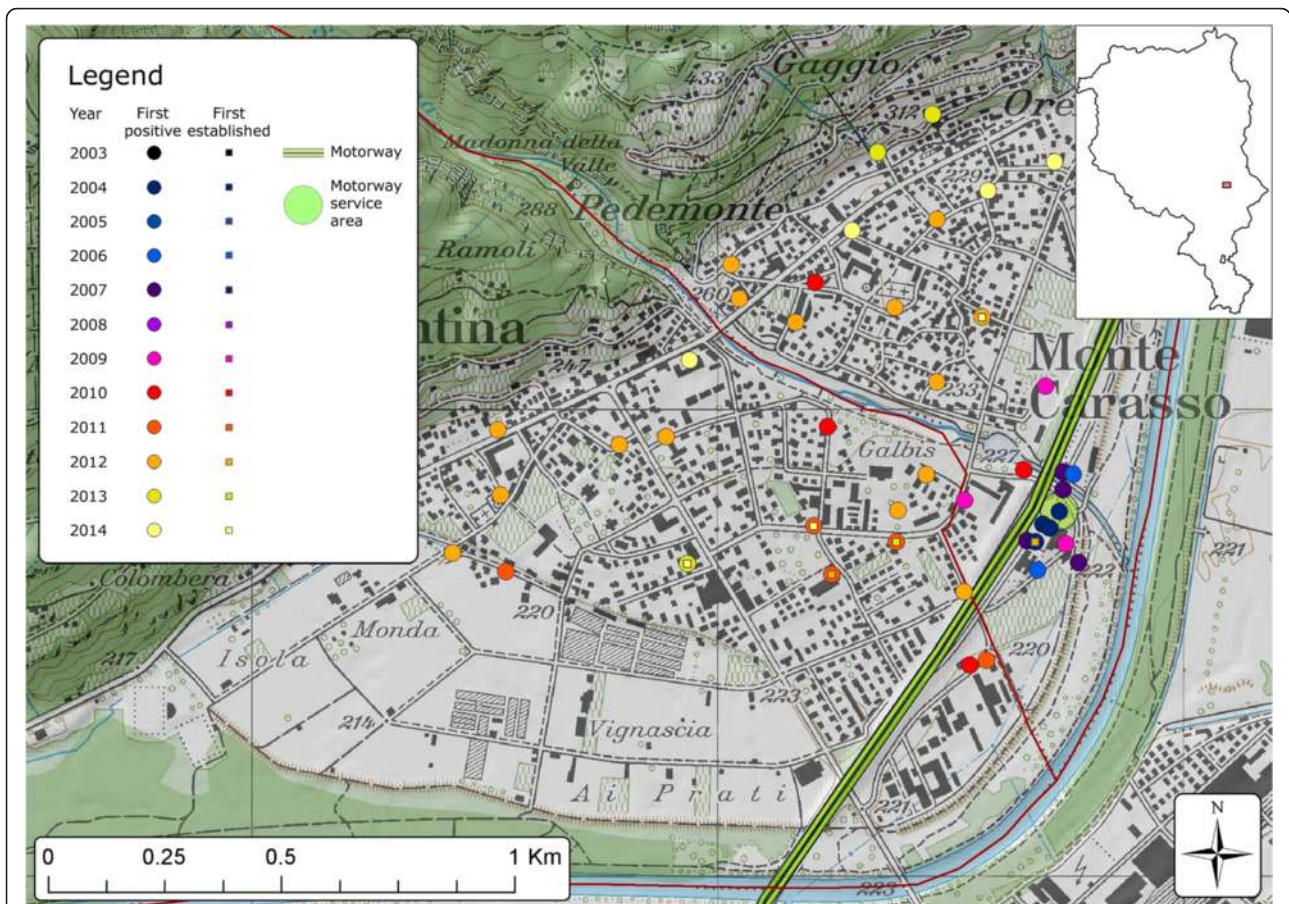 Legend
Year First positive First established
2003
2004
2005
2006
2007
2008
2009
2010
2011
2012
2013
2014
Motorway
Motorway service area
Gaggio
433
Ore
313
Madonna della
Valle
229
288
Pedemonte
Ramoli
260
ntina
Monte
247
233
Carasso
Galbis
227
221
222
Colombera
220
Monda
220
217
Isola
223
214
Vignascia
Ai Prati
221
N
0 0.25 0.5 1 Km
223